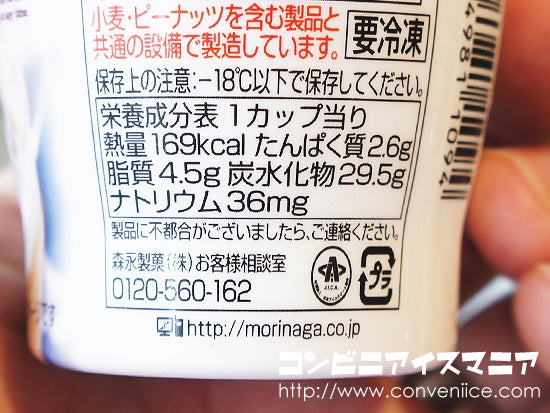 小麦・ピーナッツを含む製品と
共通の設備で製造しています。
要冷凍
保存上の注意:−18℃以下で保存してください。
栄養成分表 1カップ当り
熱量169kcal たんぱく質2.6g
脂質4.5g 炭水化物29.5g
ナトリウム36mg
製品に不都合がございましたら、ご連絡ください。
森永製菓(株)お客様相談室
0120-560-162
J.I.C.A.
プラ
http://morinaga.co.jp
4981 1094
コンビニアイスマニア
http://www.conveniice.com/